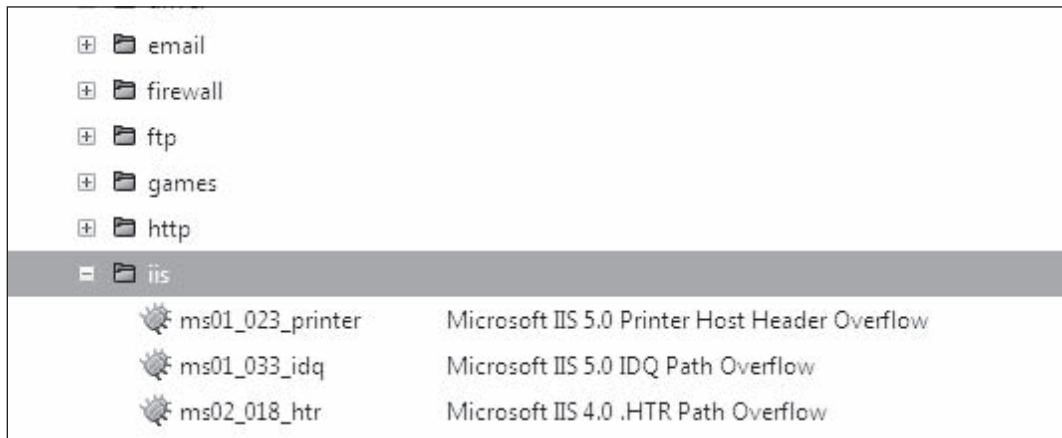 email
firewall
ftp
games
http
iis
ms01_023_printer Microsoft IIS 5.0 Printer Host Header Overflow
ms01_033_idq Microsoft IIS 5.0 IDQ Path Overflow
ms02_018_htr Microsoft IIS 4.0 .HTR Path Overflow